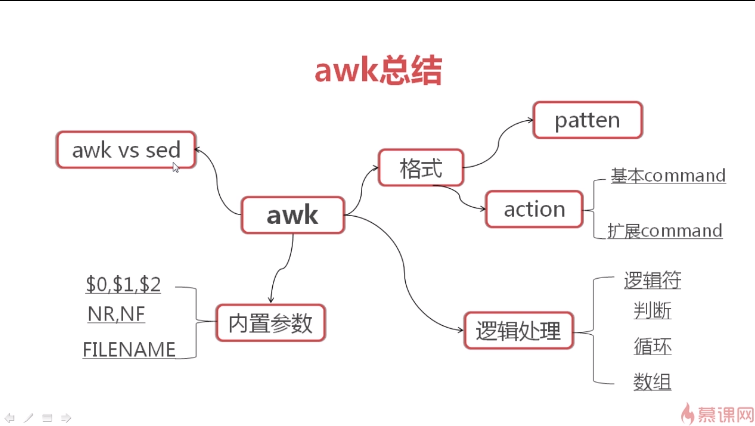 awk总结
awk vs sed
awk
格式
patten
action
基本command
扩展command
内置参数
$0,$1,$2
NR,NF
FILENAME
逻辑处理
逻辑符
判断
循环
数组
慕课网